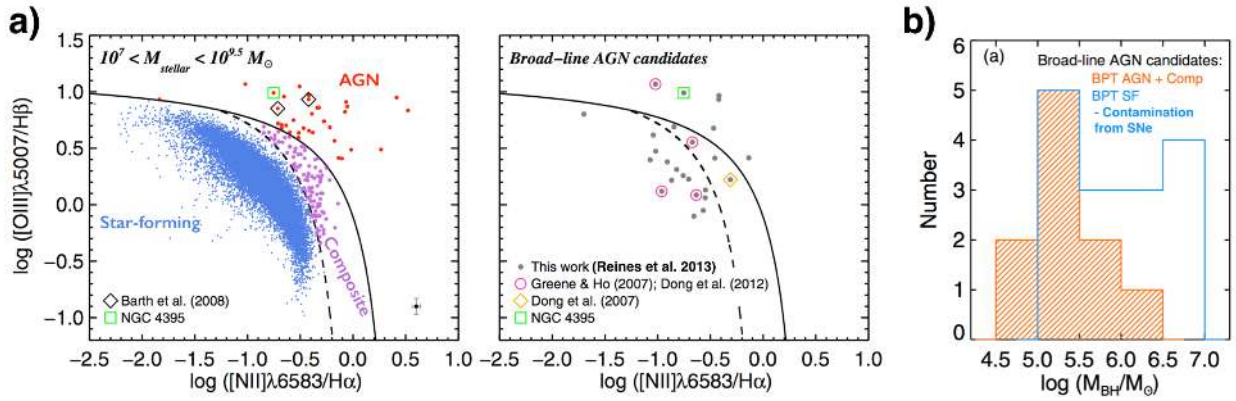 a)
10⁷ < M_stellar < 10⁹·⁵ M_⊙
AGN
Star-forming
Composite
Barth et al. (2008)
NGC 4395
log ([OIII]λ5007/Hβ)
1.5
1.0
0.5
0.0
−0.5
−1.0
−2.5 −2.0 −1.5 −1.0 −0.5 0.0 0.5 1.0
log ([NII]λ6583/Hα)
Broad−line AGN candidates
This work (Reines et al. 2013)
Greene & Ho (2007); Dong et al. (2012)
Dong et al. (2007)
NGC 4395
−2.5 −2.0 −1.5 −1.0 −0.5 0.0 0.5 1.0
log ([NII]λ6583/Hα)
b)
(a)
Broad-line AGN candidates:
BPT AGN + Comp
BPT SF
- Contamination
from SNe
Number
6
5
4
3
2
1
0
4.5 5.0 5.5 6.0 6.5 7.0
log (M_BH/M_⊙)